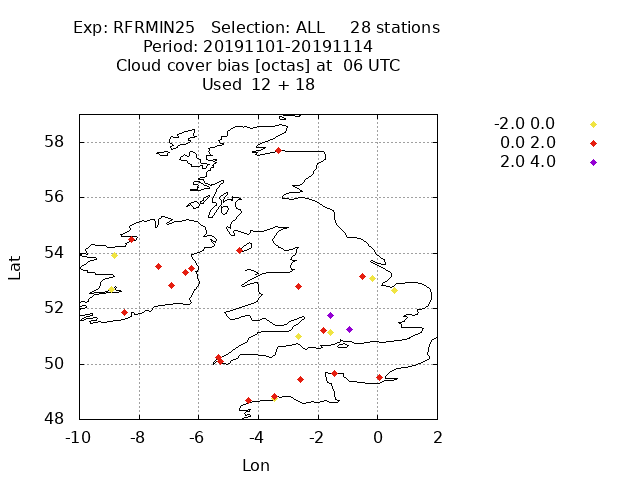 Exp: RFRMIN25 Selection: ALL 28 stations
Period: 20191101-20191114
Cloud cover bias [octas] at 06 UTC
Used 12 + 18
-2.0 0.0
0.0 2.0
2.0 4.0
58
56
54
52
50
48
Lat
-10 -8 -6 -4 -2 0 2
Lon